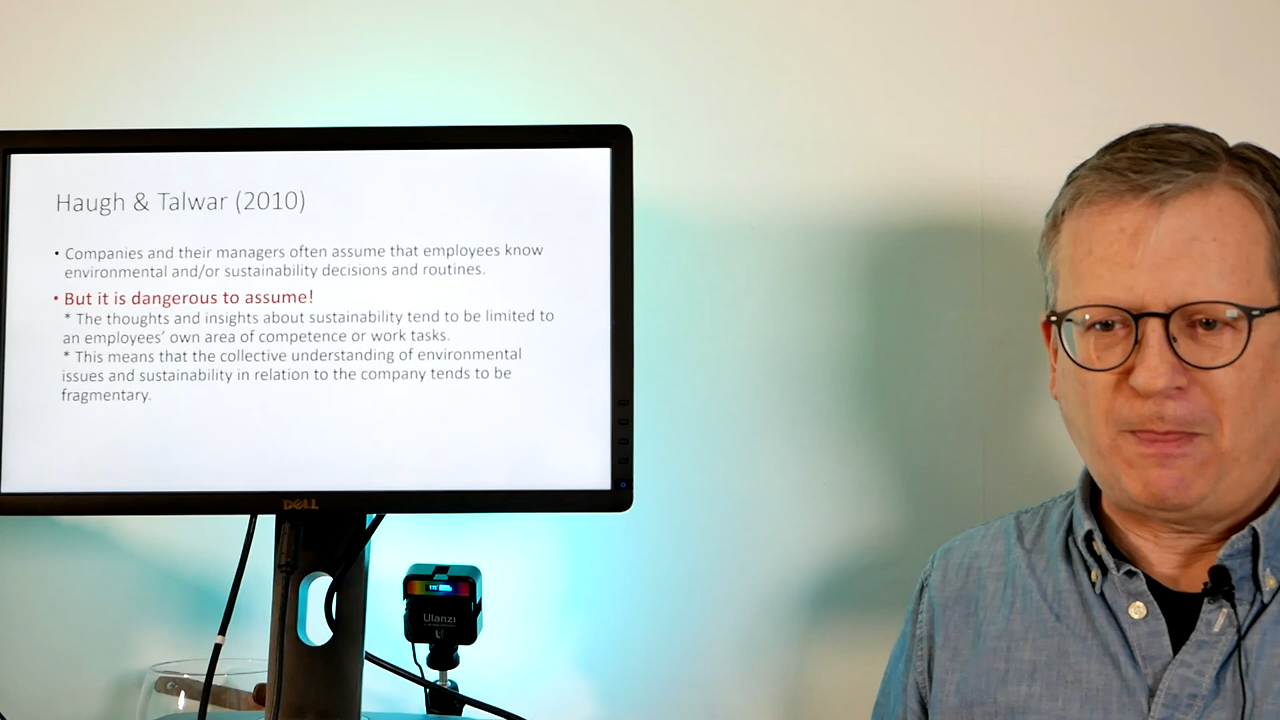 Haugh & Talwar (2010)
• Companies and their managers often assume that employees know
environmental and/or sustainability decisions and routines.
• But it is dangerous to assume!
* The thoughts and insights about sustainability tend to be limited to
an employees’ own area of competence or work tasks.
* This means that the collective understanding of environmental
issues and sustainability in relation to the company tends to be
fragmentary.
DELL
Ulanzi